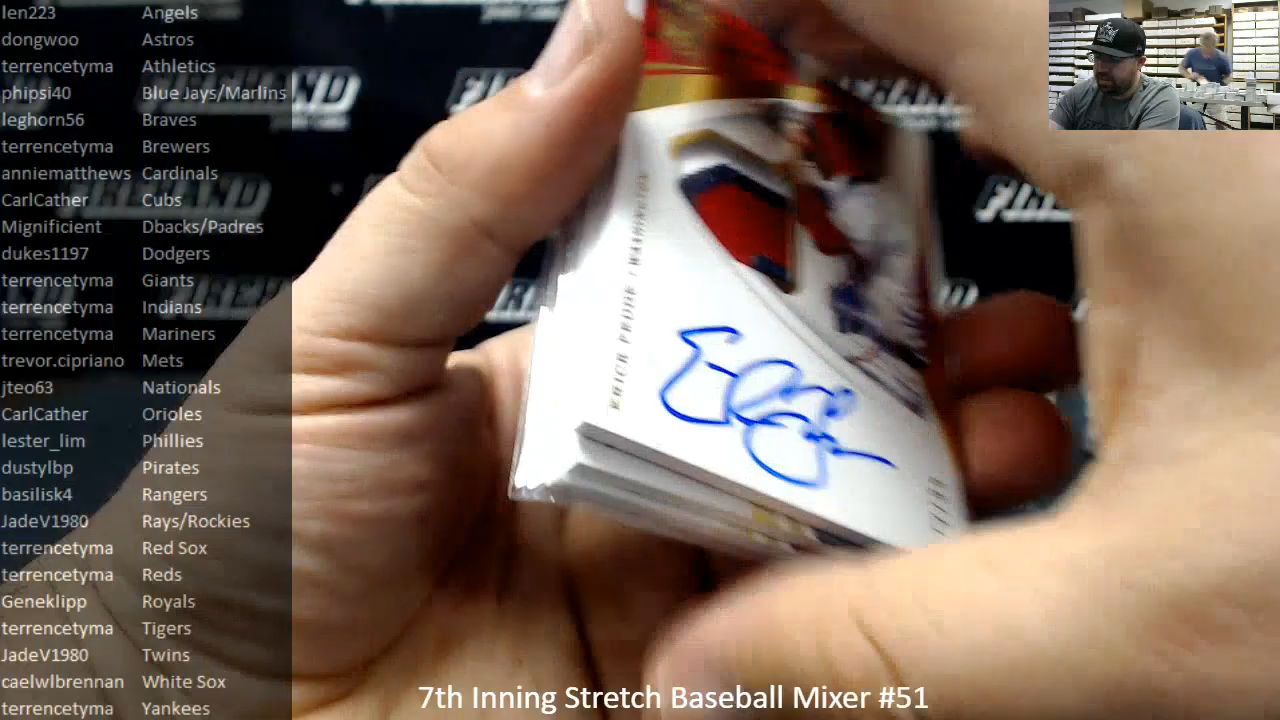 len223 Angels
dongwoo Astros
terrencetyma Athletics
phipsi40 Blue Jays/Marlins
leghorn56 Braves
terrencetyma Brewers
anniematthews Cardinals
CarlCather Cubs
Mignificient Dbacks/Padres
dukes1197 Dodgers
terrencetyma Giants
terrencetyma Indians
terrencetyma Mariners
trevor.cipriano Mets
jteo63 Nationals
CarlCather Orioles
lester_lim Phillies
dustylbp Pirates
basilisk4 Rangers
JadeV1980 Rays/Rockies
terrencetyma Red Sox
terrencetyma Reds
Geneklipp Royals
terrencetyma Tigers
JadeV1980 Twins
caelwlbrennan White Sox
terrencetyma Yankees
ERICK FEDDE / WASHINGTON
7th Inning Stretch Baseball Mixer #51